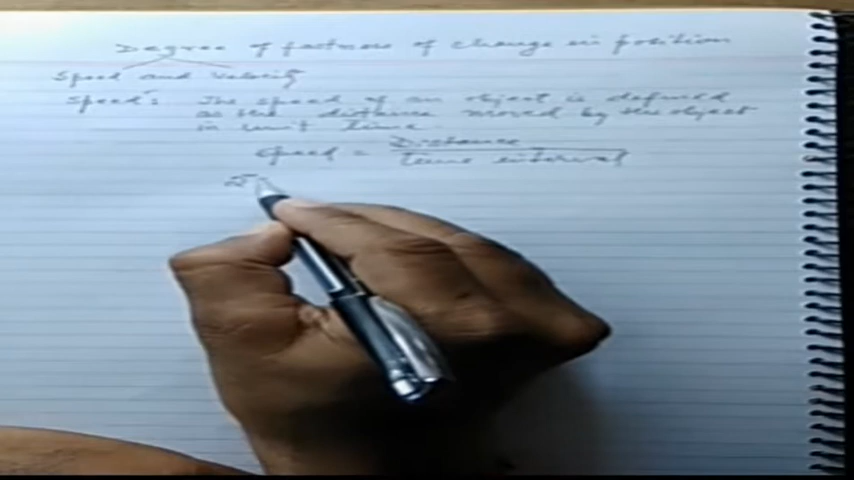 Degree of fastness of change in position
Speed and Velocity
Speed: The speed of an object is defined
as the distance moved by the object
in unit Time.
Speed = Distance
Time interval